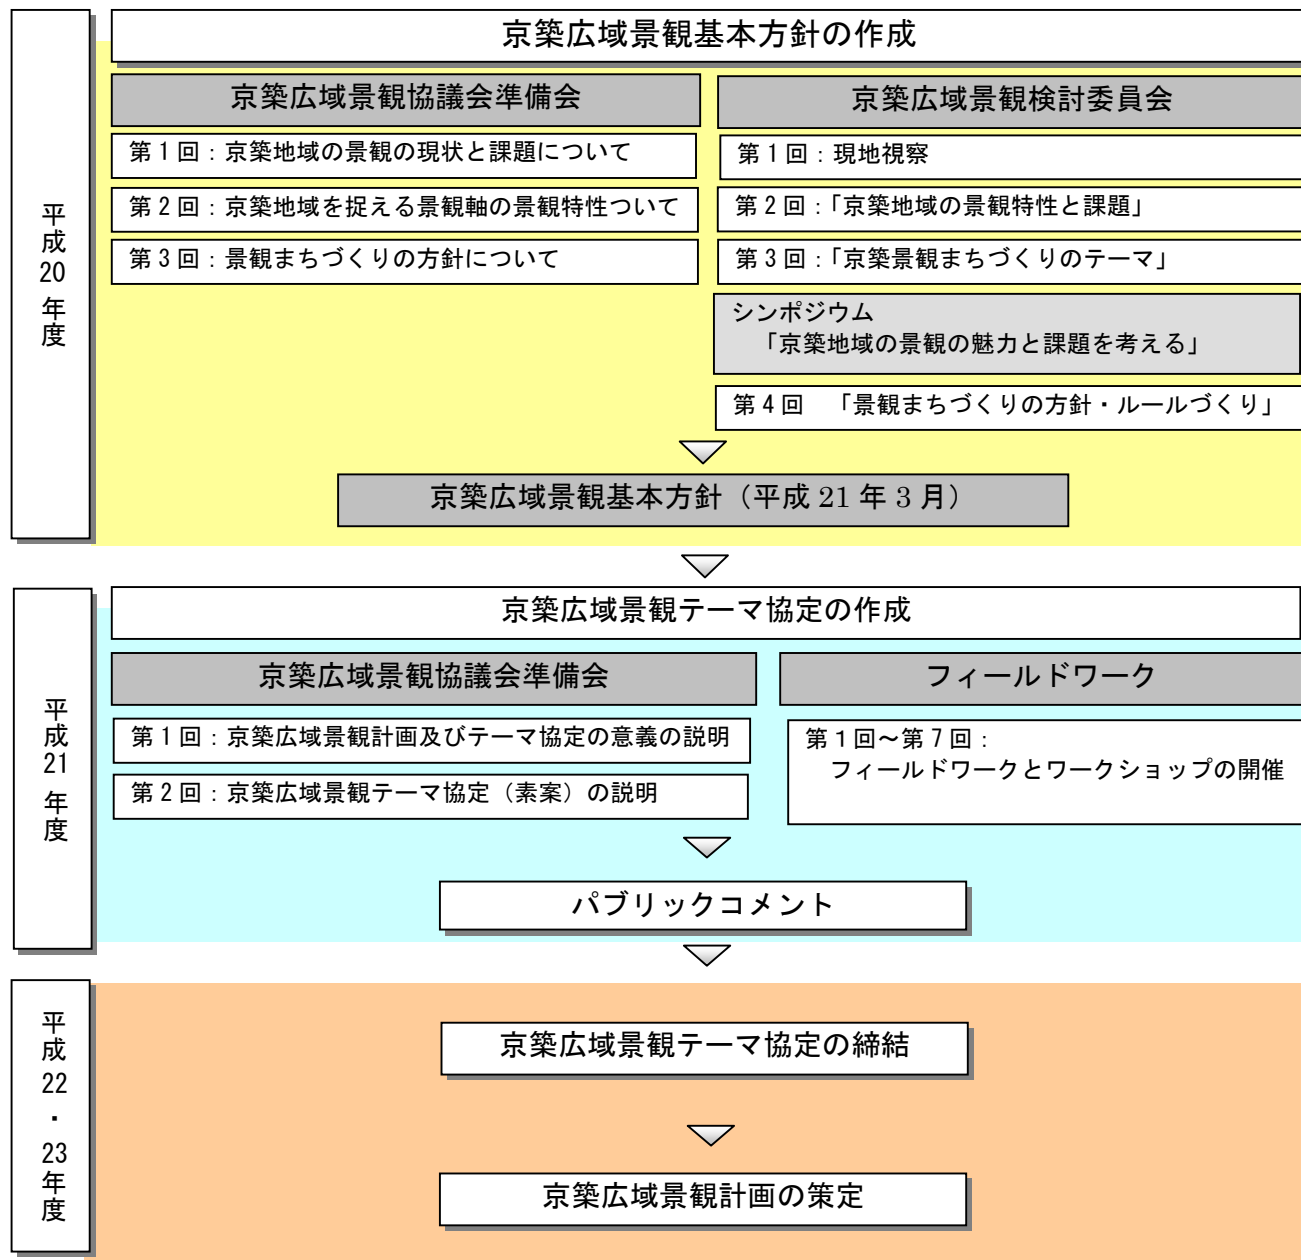 平成20年度
京築広域景観基本方針の作成
京築広域景観協議会準備会
第1回：京築地域の景観の現状と課題について
第2回：京築地域を捉える景観軸の景観特性ついて
第3回：景観まちづくりの方針について
京築広域景観検討委員会
第1回：現地視察
第2回：「京築地域の景観特性と課題」
第3回：「京築景観まちづくりのテーマ」
シンポジウム
「京築地域の景観の魅力と課題を考える」
第4回　「景観まちづくりの方針・ルールづくり」
京築広域景観基本方針（平成21年3月）
平成21年度
京築広域景観テーマ協定の作成
京築広域景観協議会準備会
第1回：京築広域景観計画及びテーマ協定の意義の説明
第2回：京築広域景観テーマ協定（素案）の説明
フィールドワーク
第1回～第7回：
フィールドワークとワークショップの開催
パブリックコメント
平成22・23年度
京築広域景観テーマ協定の締結
京築広域景観計画の策定